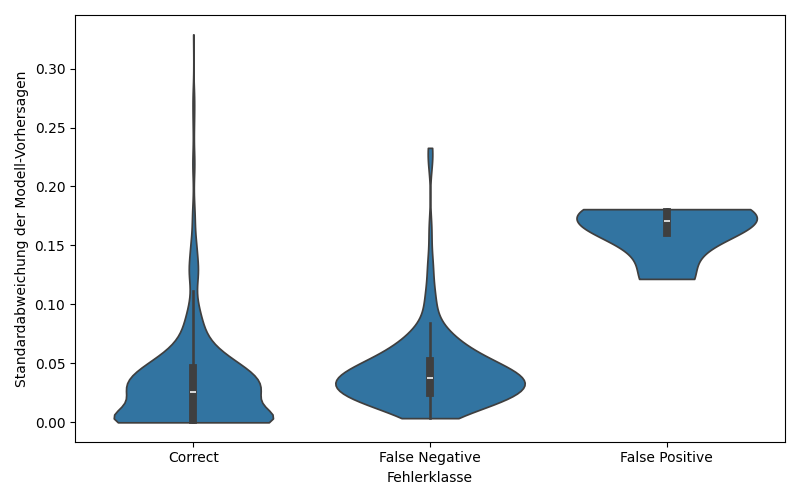 Standardabweichung der Modell-Vorhersagen
0.30
0.25
0.20
0.15
0.10
0.05
0.00
Correct
False Negative
False Positive
Fehlerklasse